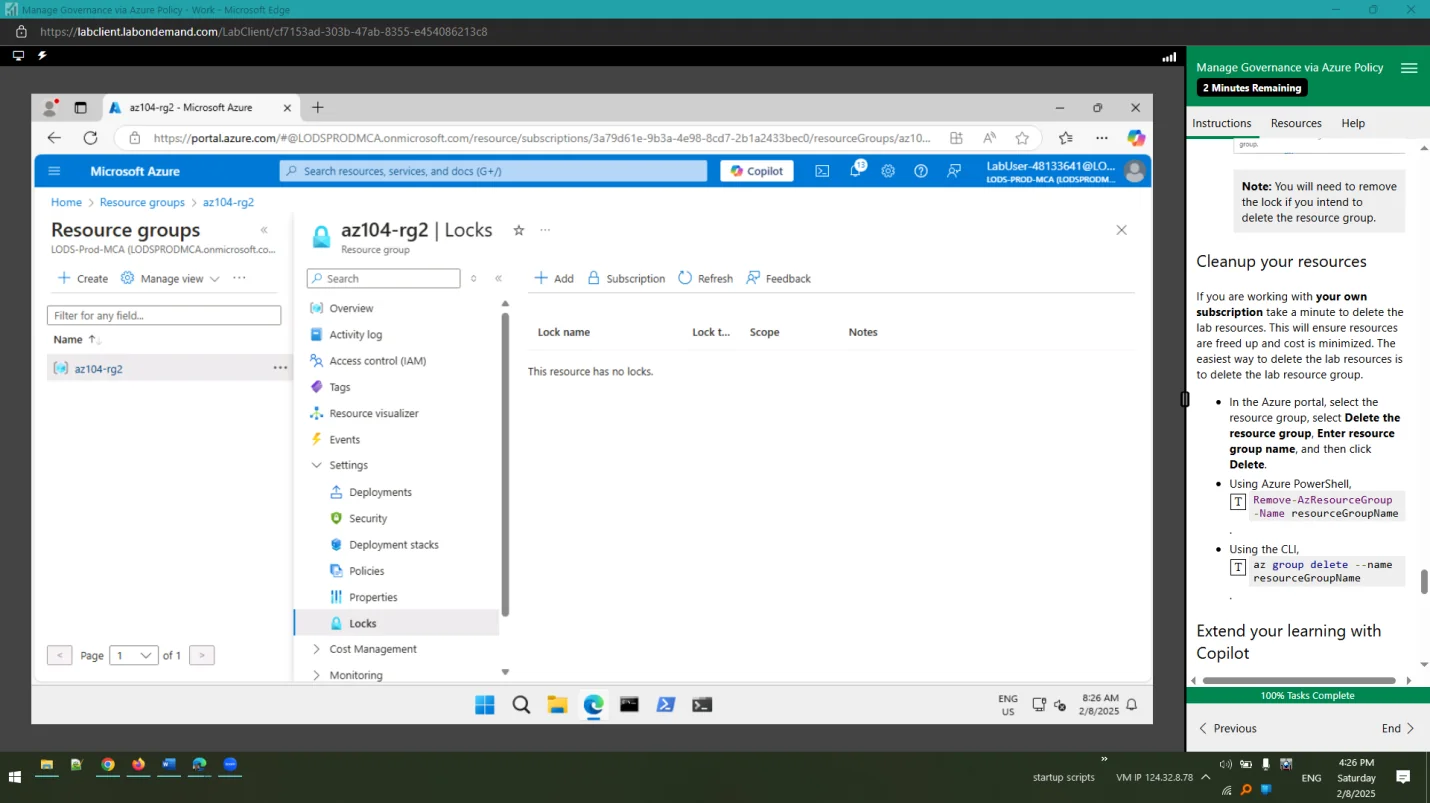 Manage Governance via Azure Policy - Work - Microsoft Edge
https://labclient.labondemand.com/LabClient/cf7153ad-303b-47ab-8355-e454086213c8
az104-rg2 - Microsoft Azure
https://portal.azure.com/#@LODSPRODMCA.onmicrosoft.com/resource/subscriptions/3a79d61e-9b3a-4e98-8cd7-2b1a2433bec0/resourceGroups/az10...
Microsoft Azure
Search resources, services, and docs (G+/)
Copilot
13
LabUser-48133641@LO...
LODS-PROD-MCA (LODSPRODM...
Home > Resource groups > az104-rg2
Resource groups
LODS-Prod-MCA (LODSPRODMCA.onmicrosoft.co...
Create
Manage view
Filter for any field...
Name
az104-rg2
Page 1 of 1
az104-rg2 | Locks
Resource group
Search
Overview
Activity log
Access control (IAM)
Tags
Resource visualizer
Events
Settings
Deployments
Security
Deployment stacks
Policies
Properties
Locks
Cost Management
Monitoring
Add
Subscription
Refresh
Feedback
Lock name Lock t... Scope Notes
This resource has no locks.
ENG
US
8:26 AM
2/8/2025
Manage Governance via Azure Policy
2 Minutes Remaining
Instructions Resources Help
group.
Note: You will need to remove
the lock if you intend to
delete the resource group.
Cleanup your resources
If you are working with your own
subscription take a minute to delete the
lab resources. This will ensure resources
are freed up and cost is minimized. The
easiest way to delete the lab resources is
to delete the lab resource group.
• In the Azure portal, select the
resource group, select Delete the
resource group, Enter resource
group name, and then click
Delete.
• Using Azure PowerShell,
T Remove-AzResourceGroup
-Name resourceGroupName
.
• Using the CLI,
T az group delete --name
resourceGroupName
.
Extend your learning with
Copilot
100% Tasks Complete
< Previous
End >
startup scripts
VM IP 124.32.8.78
ENG
4:26 PM
Saturday
2/8/2025